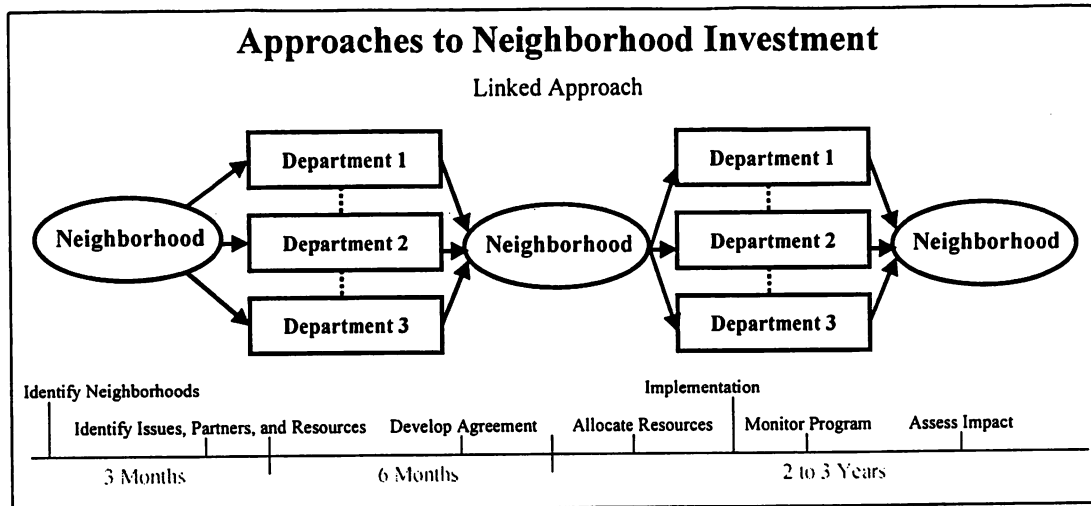 Approaches to Neighborhood Investment
Linked Approach
Department 1
Department 1
Neighborhood
Department 2
Neighborhood
Department 2
Neighborhood
Department 3
Department 3
Identify Neighborhoods
Implementation
Identify Issues, Partners, and Resources
Develop Agreement
Allocate Resources
Monitor Program
Assess Impact
3 Months
6 Months
2 to 3 Years